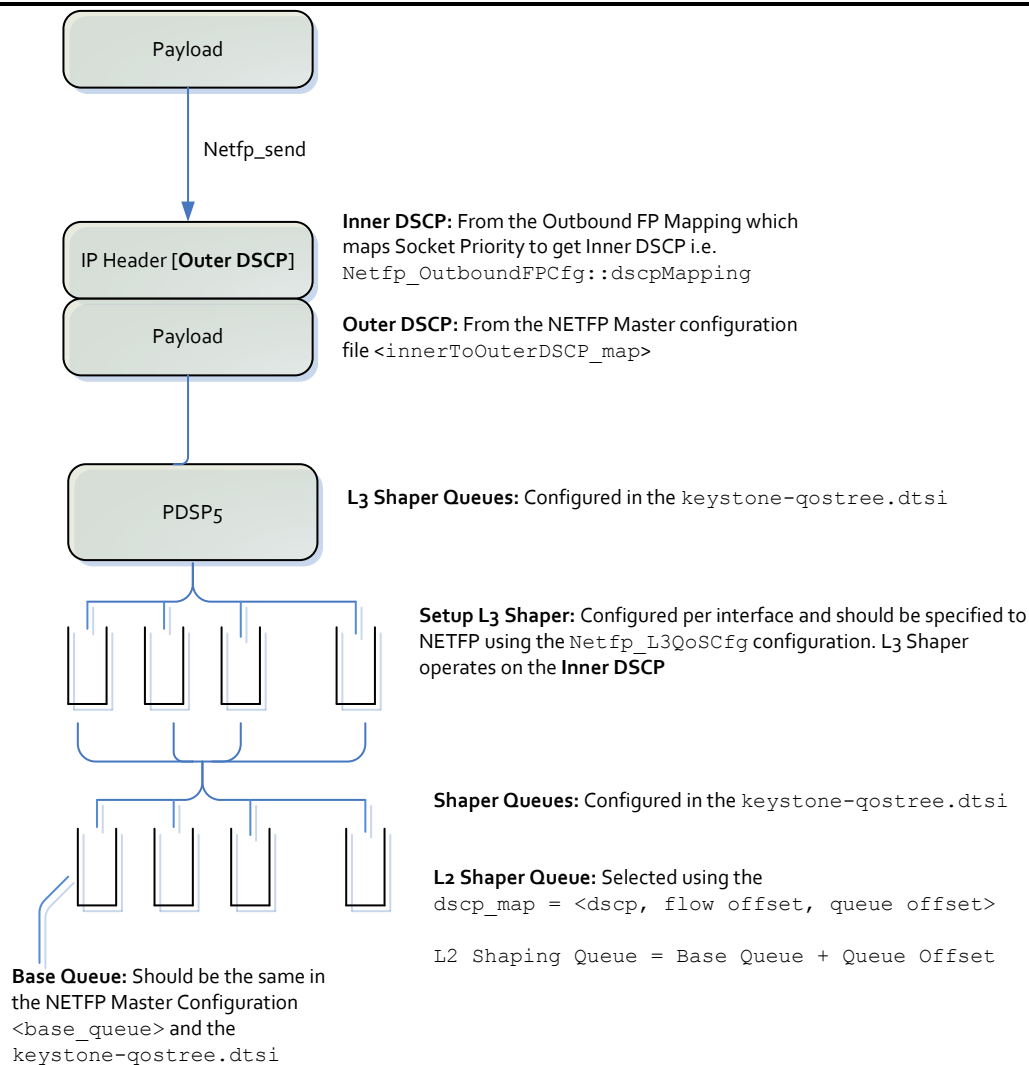 Payload
Netfp_send
Inner DSCP: From the Outbound FP Mapping which
maps Socket Priority to get Inner DSCP i.e.
Netfp_OutboundFPCfg::dscpMapping
IP Header [Outer DSCP]
Payload
Outer DSCP: From the NETFP Master configuration
file <innerToOuterDSCP_map>
PDSP5
L3 Shaper Queues: Configured in the keystone-qostree.dtsi
Setup L3 Shaper: Configured per interface and should be specified to
NETFP using the Netfp_L3QoSCfg configuration. L3 Shaper
operates on the Inner DSCP
Shaper Queues: Configured in the keystone-qostree.dtsi
L2 Shaper Queue: Selected using the
dscp_map = <dscp, flow offset, queue offset>
L2 Shaping Queue = Base Queue + Queue Offset
Base Queue: Should be the same in
the NETFP Master Configuration
<base_queue> and the
keystone-qostree.dtsi